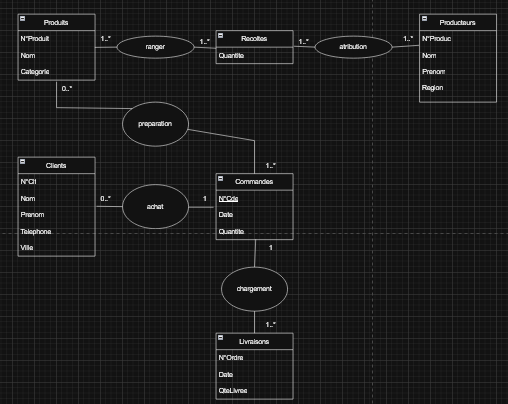 Produits
N°Produit
Nom
Categorie
1..*
ranger
1..*
Recoltes
Quantite
1..*
atribution
1..*
Producteurs
N°Produc
Nom
Prenom
Region
0..*
preparation
1..*
Clients
N°Clt
Nom
Prenom
Telephone
Ville
0..*
achat
1
Commandes
N°Cde
Date
Quantite
1
chargement
1..*
Livraisons
N°Ordre
Date
QteLivree